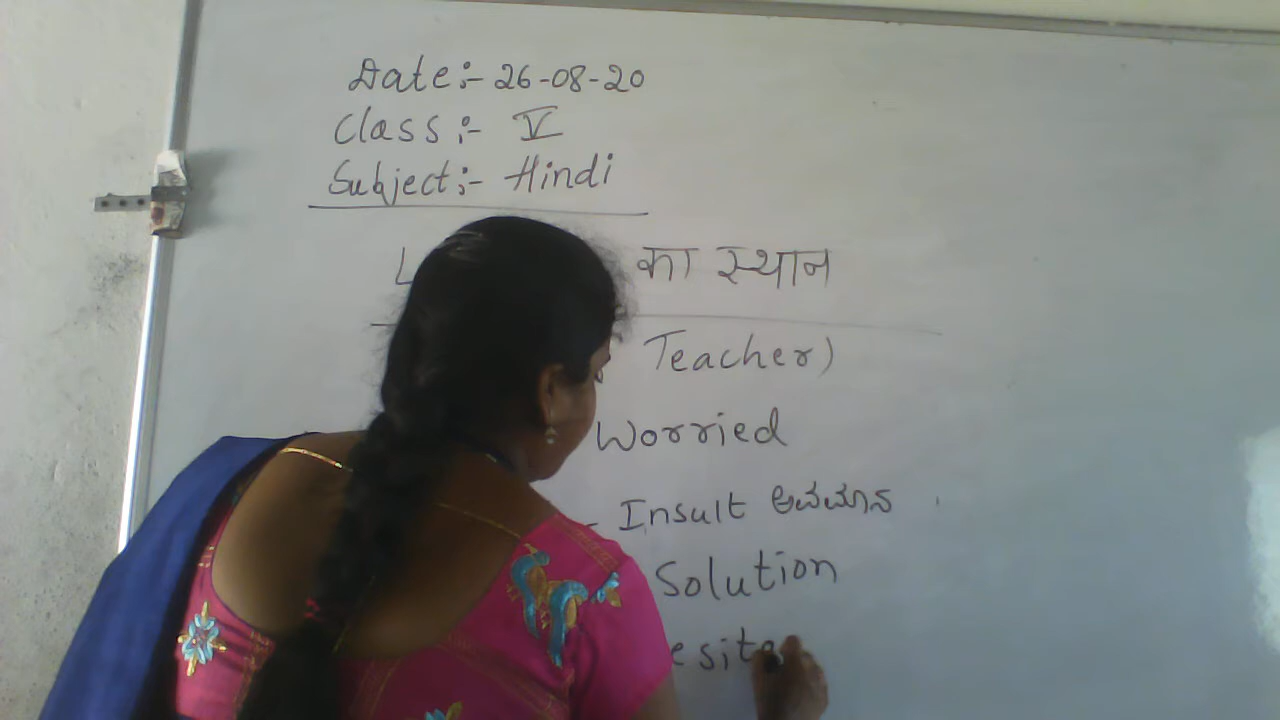 Date:- 26-08-20
Class:- V
Subject:- Hindi
का स्थान
Teacher)
Worried
- Insult ಅವಮಾನ
Solution